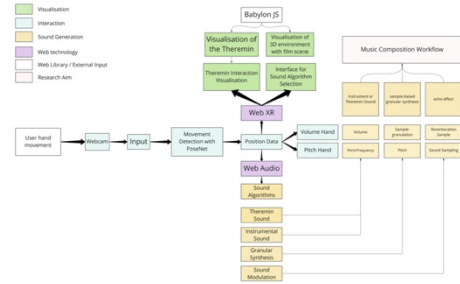 Visualisation
Interaction
Sound Generation
Web technology
Web Library / External Input
Research Aim
Babylon JS
Visualisation of
the Theremin
Visualisation of
3D environment
with film scene
Theremin Interaction
Visualisation
Interface for
Sound Algorithm
Selection
Web XR
User hand
movement
Webcam
Input
Movement
Detection with
PoseNet
Position Data
Volume Hand
Pitch Hand
Web Audio
Sound
Algorithms
Theremin
Sound
Instrumental
Sound
Granular
Synthesis
Sound
Modulation
Music Composition Workflow
Instrument or
Theremin Sound
sample-based
granular synthesis
echo-effect
Volume
Sample-
granulation
Reverberation
Sample
Pitch/Frequency
Pitch
Sound Sampling